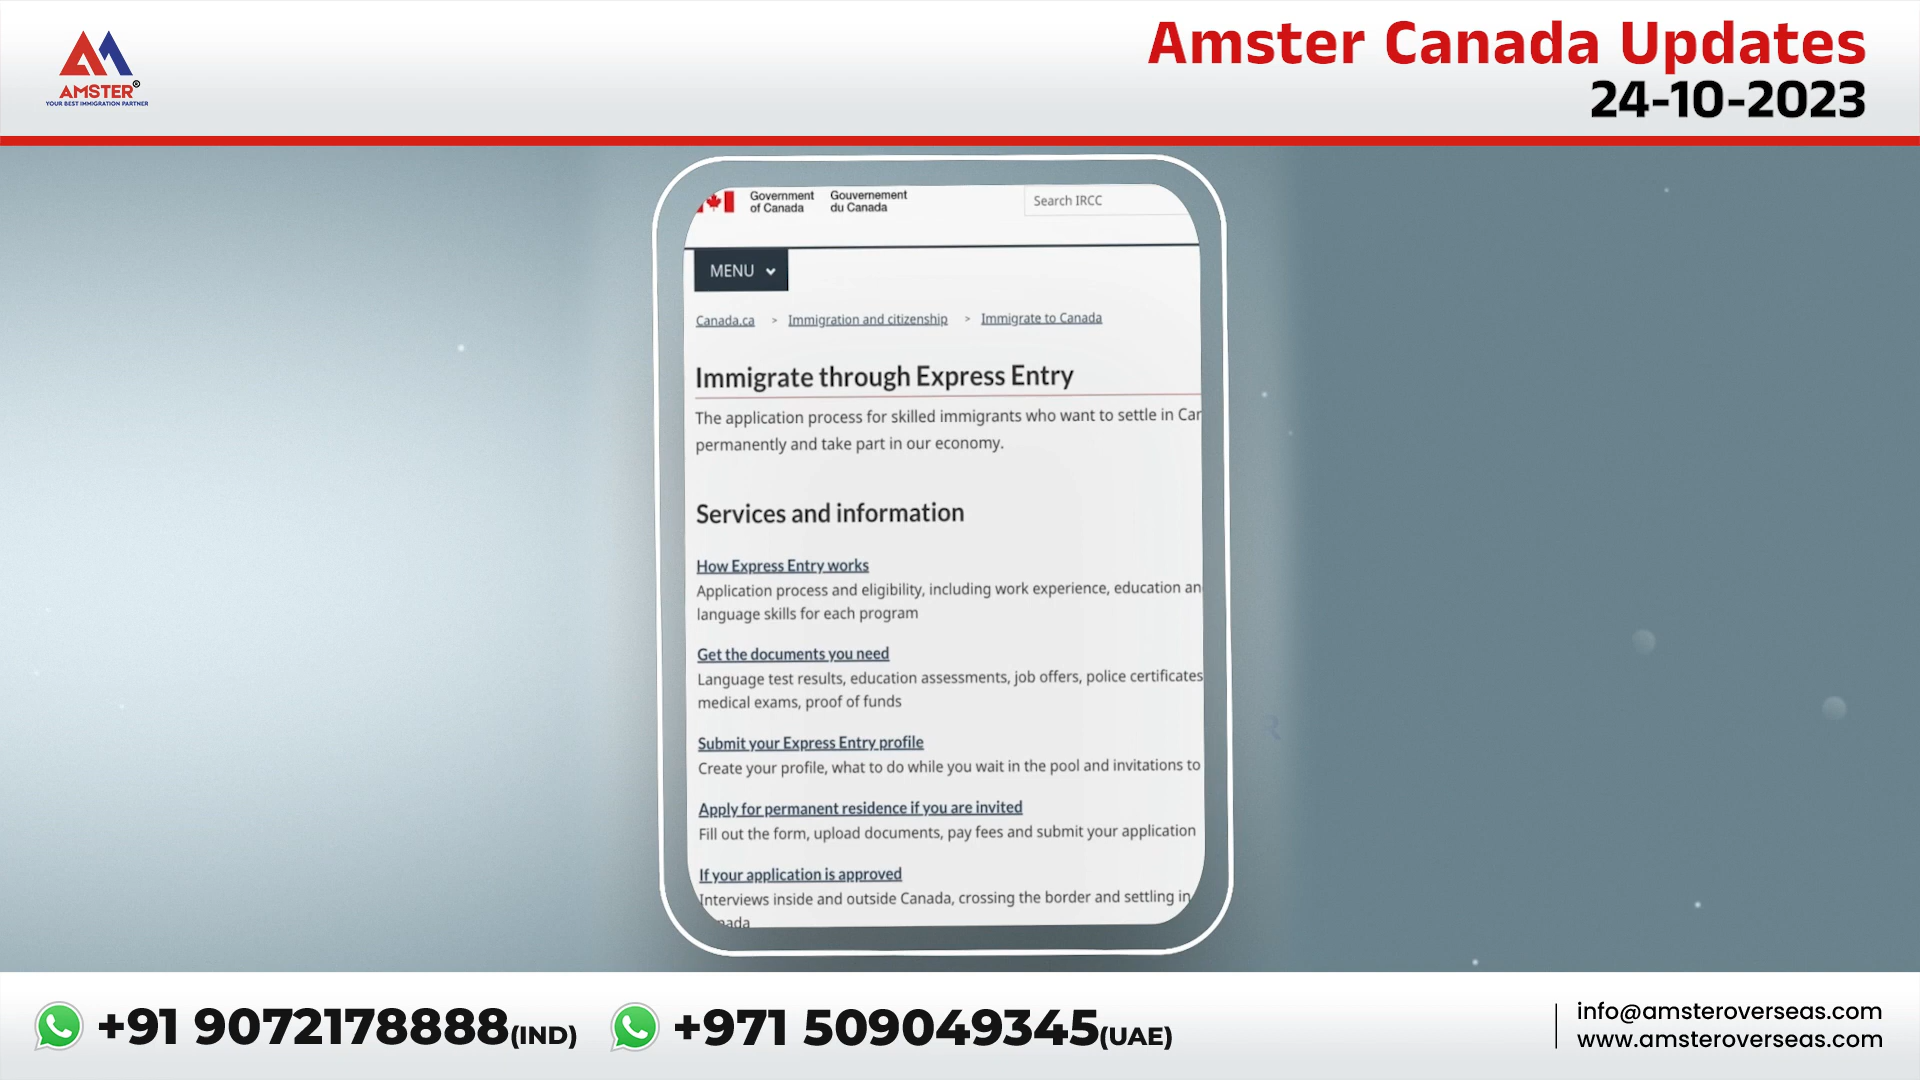 AMSTER®
YOUR BEST IMMIGRATION PARTNER
Amster Canada Updates
24-10-2023
Government
of Canada
Gouvernement
du Canada
Search IRCC
MENU
Canada.ca > Immigration and citizenship > Immigrate to Canada
Immigrate through Express Entry
The application process for skilled immigrants who want to settle in Can
permanently and take part in our economy.
Services and information
How Express Entry works
Application process and eligibility, including work experience, education an
language skills for each program
Get the documents you need
Language test results, education assessments, job offers, police certificates
medical exams, proof of funds
Submit your Express Entry profile
Create your profile, what to do while you wait in the pool and invitations to
Apply for permanent residence if you are invited
Fill out the form, upload documents, pay fees and submit your application
If your application is approved
Interviews inside and outside Canada, crossing the border and settling in
nada
R
+91 9072178888(IND)
+971 509049345(UAE)
info@amsteroverseas.com
www.amsteroverseas.com